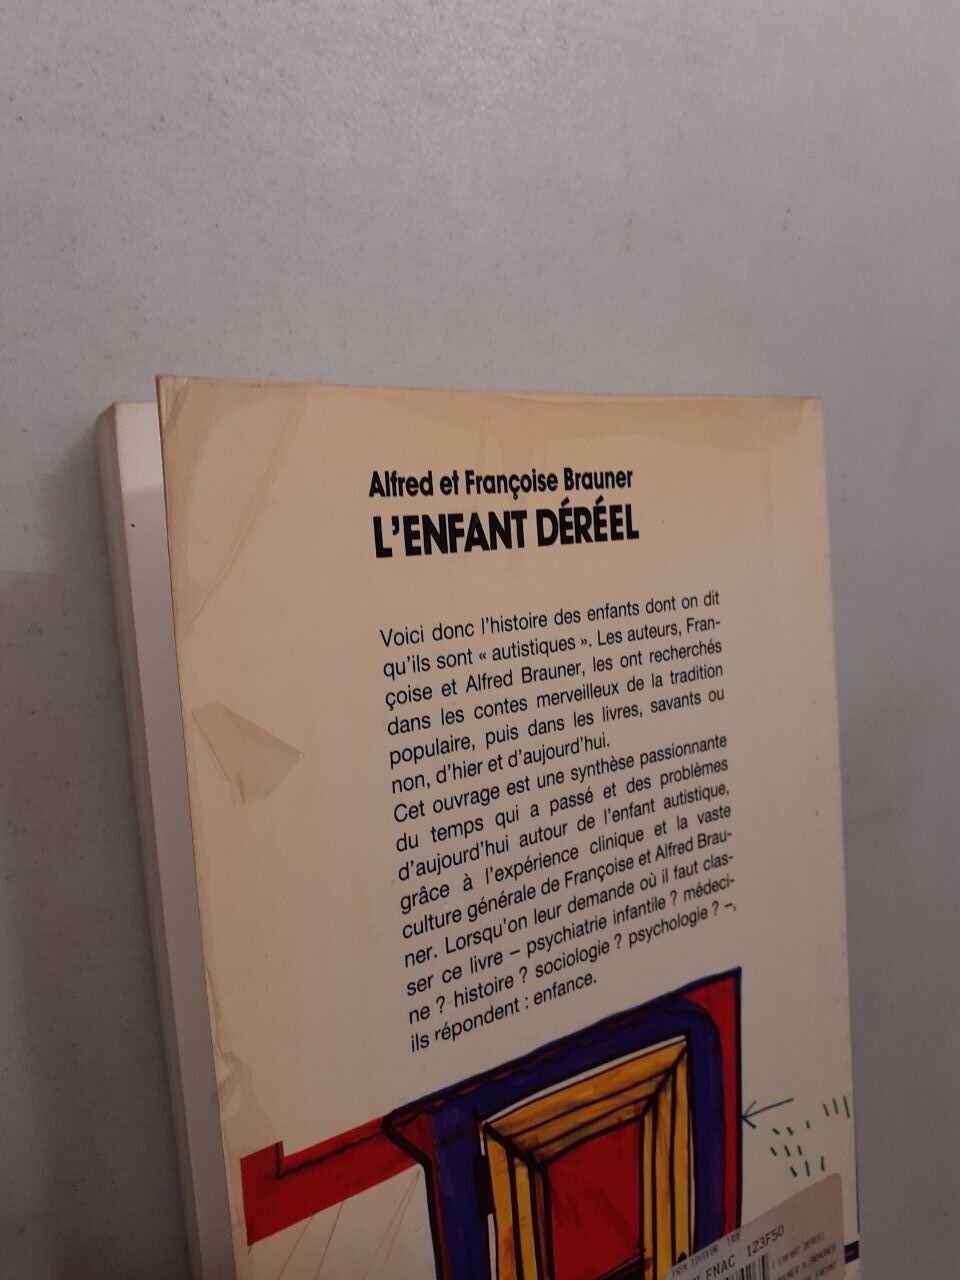 Alfred et Françoise Brauner
L'ENFANT DÉRÉEL
Voici donc l'histoire des enfants dont on dit
qu'ils sont « autistiques ». Les auteurs, Fran-
çoise et Alfred Brauner, les ont recherchés
dans les contes merveilleux de la tradition
populaire, puis dans les livres, savants ou
non, d'hier et d'aujourd'hui.
Cet ouvrage est une synthèse passionnante
du temps qui a passé et des problèmes
d'aujourd'hui autour de l'enfant autistique,
grâce à l'expérience clinique et la vaste
culture générale de Françoise et Alfred Brau-
ner. Lorsqu'on leur demande où il faut clas-
ser ce livre – psychiatrie infantile ? médeci-
ne ? histoire ? sociologie ? psychologie ? –,
ils répondent : enfance.
PRIX EDITEUR
FNAC 123F50
L'ENFANT DEREEL